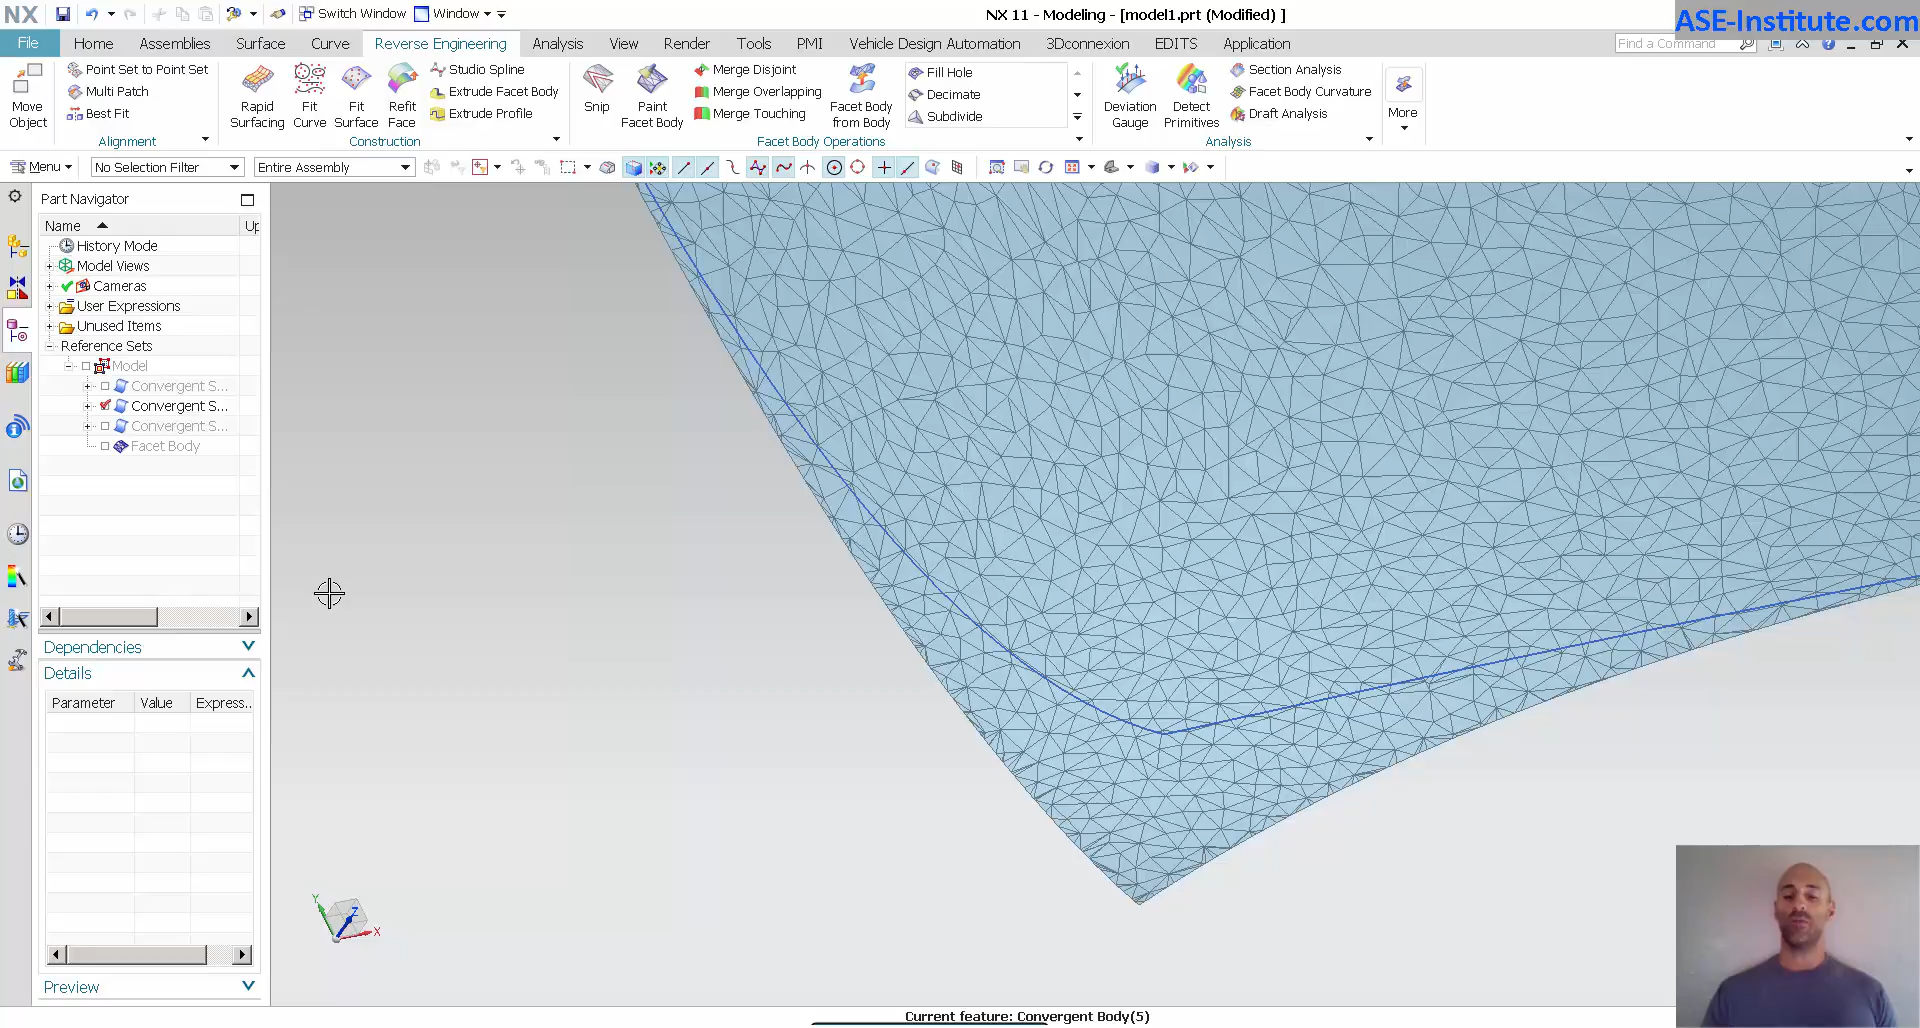 NX
Switch Window
Window
NX 11 - Modeling - [model1.prt (Modified) ]
ASE-Institute.com
File
Home
Assemblies
Surface
Curve
Reverse Engineering
Analysis
View
Render
Tools
PMI
Vehicle Design Automation
3Dconnexion
EDITS
Application
Find a Command
Move Object
Point Set to Point Set
Multi Patch
Best Fit
Alignment
Rapid Surfacing
Fit Curve
Fit Surface
Refit Face
Studio Spline
Extrude Facet Body
Extrude Profile
Construction
Snip
Paint Facet Body
Merge Disjoint
Merge Overlapping
Merge Touching
Facet Body from Body
Fill Hole
Decimate
Subdivide
Facet Body Operations
Deviation Gauge
Detect Primitives
Section Analysis
Facet Body Curvature
Draft Analysis
Analysis
More
Menu
No Selection Filter
Entire Assembly
Part Navigator
Name
Up
History Mode
Model Views
Cameras
User Expressions
Unused Items
Reference Sets
Model
Convergent S...
Convergent S...
Convergent S...
Facet Body
Dependencies
Details
Parameter
Value
Express..
Preview
Y
Z
X
Current feature: Convergent Body(5)